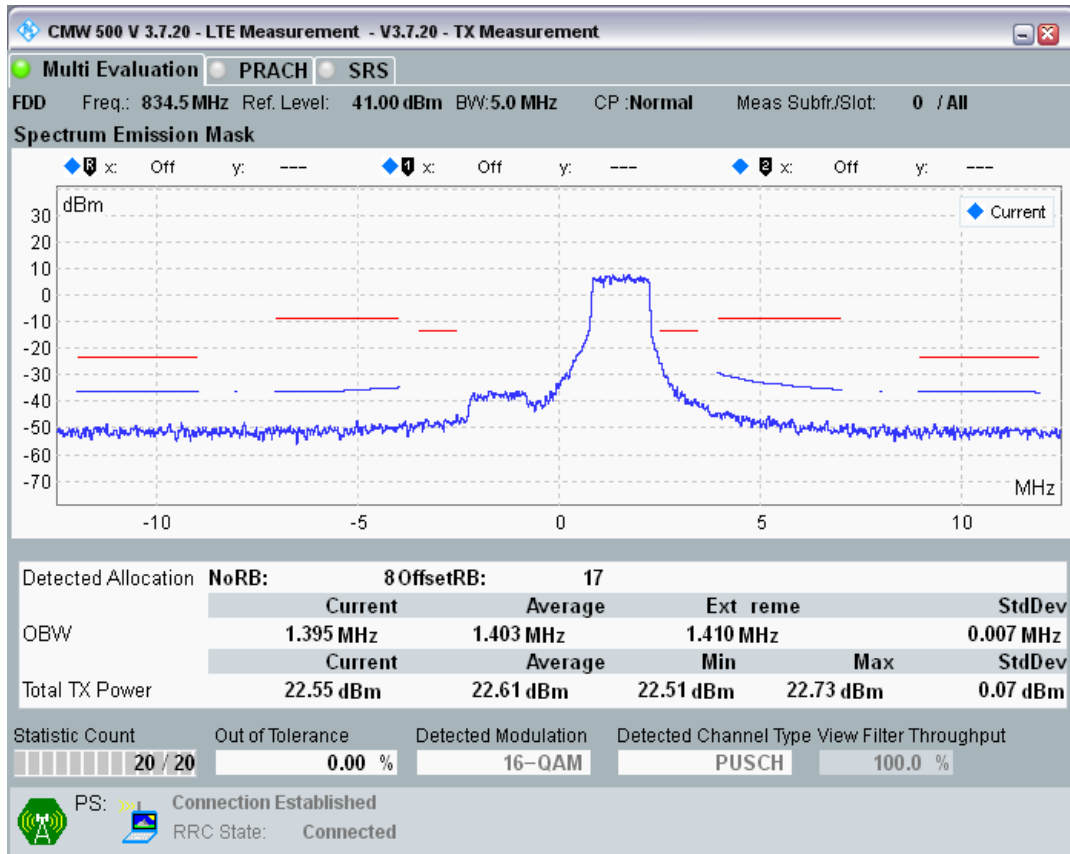 CMW 500 V 3.7.20 - LTE Measurement - V3.7.20 - TX Measurement
Multi Evaluation PRACH SRS
FDD Freq.: 834.5 MHz Ref. Level: 41.00 dBm BW: 5.0 MHz CP : Normal Meas Subfr./Slot: 0 / All
Spectrum Emission Mask
R x: Off y: --- 1 x: Off y: --- 2 x: Off y: ---
dBm
Current
30
20
10
0
-10
-20
-30
-40
-50
-60
-70
MHz
-10 -5 0 5 10
Detected Allocation NoRB: 8 OffsetRB: 17
Current Average Ext reme StdDev
OBW 1.395 MHz 1.403 MHz 1.410 MHz 0.007 MHz
Current Average Min Max StdDev
Total TX Power 22.55 dBm 22.61 dBm 22.51 dBm 22.73 dBm 0.07 dBm
Statistic Count Out of Tolerance Detected Modulation Detected Channel Type View Filter Throughput
20 / 20 0.00 % 16-QAM PUSCH 100.0 %
PS: Connection Established
RRC State: Connected